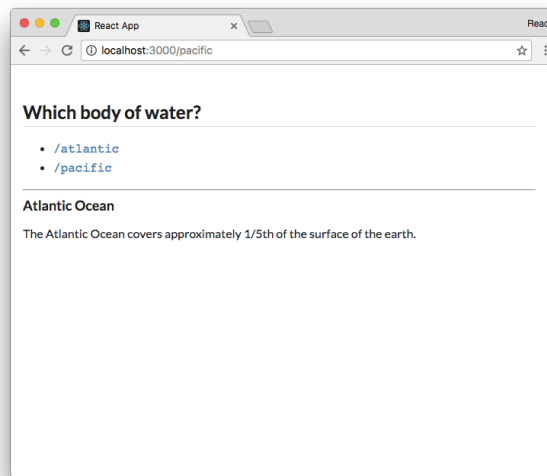 React App
Reac
localhost:3000/pacific
Which body of water?
/atlantic
/pacific
Atlantic Ocean
The Atlantic Ocean covers approximately 1/5th of the surface of the earth.